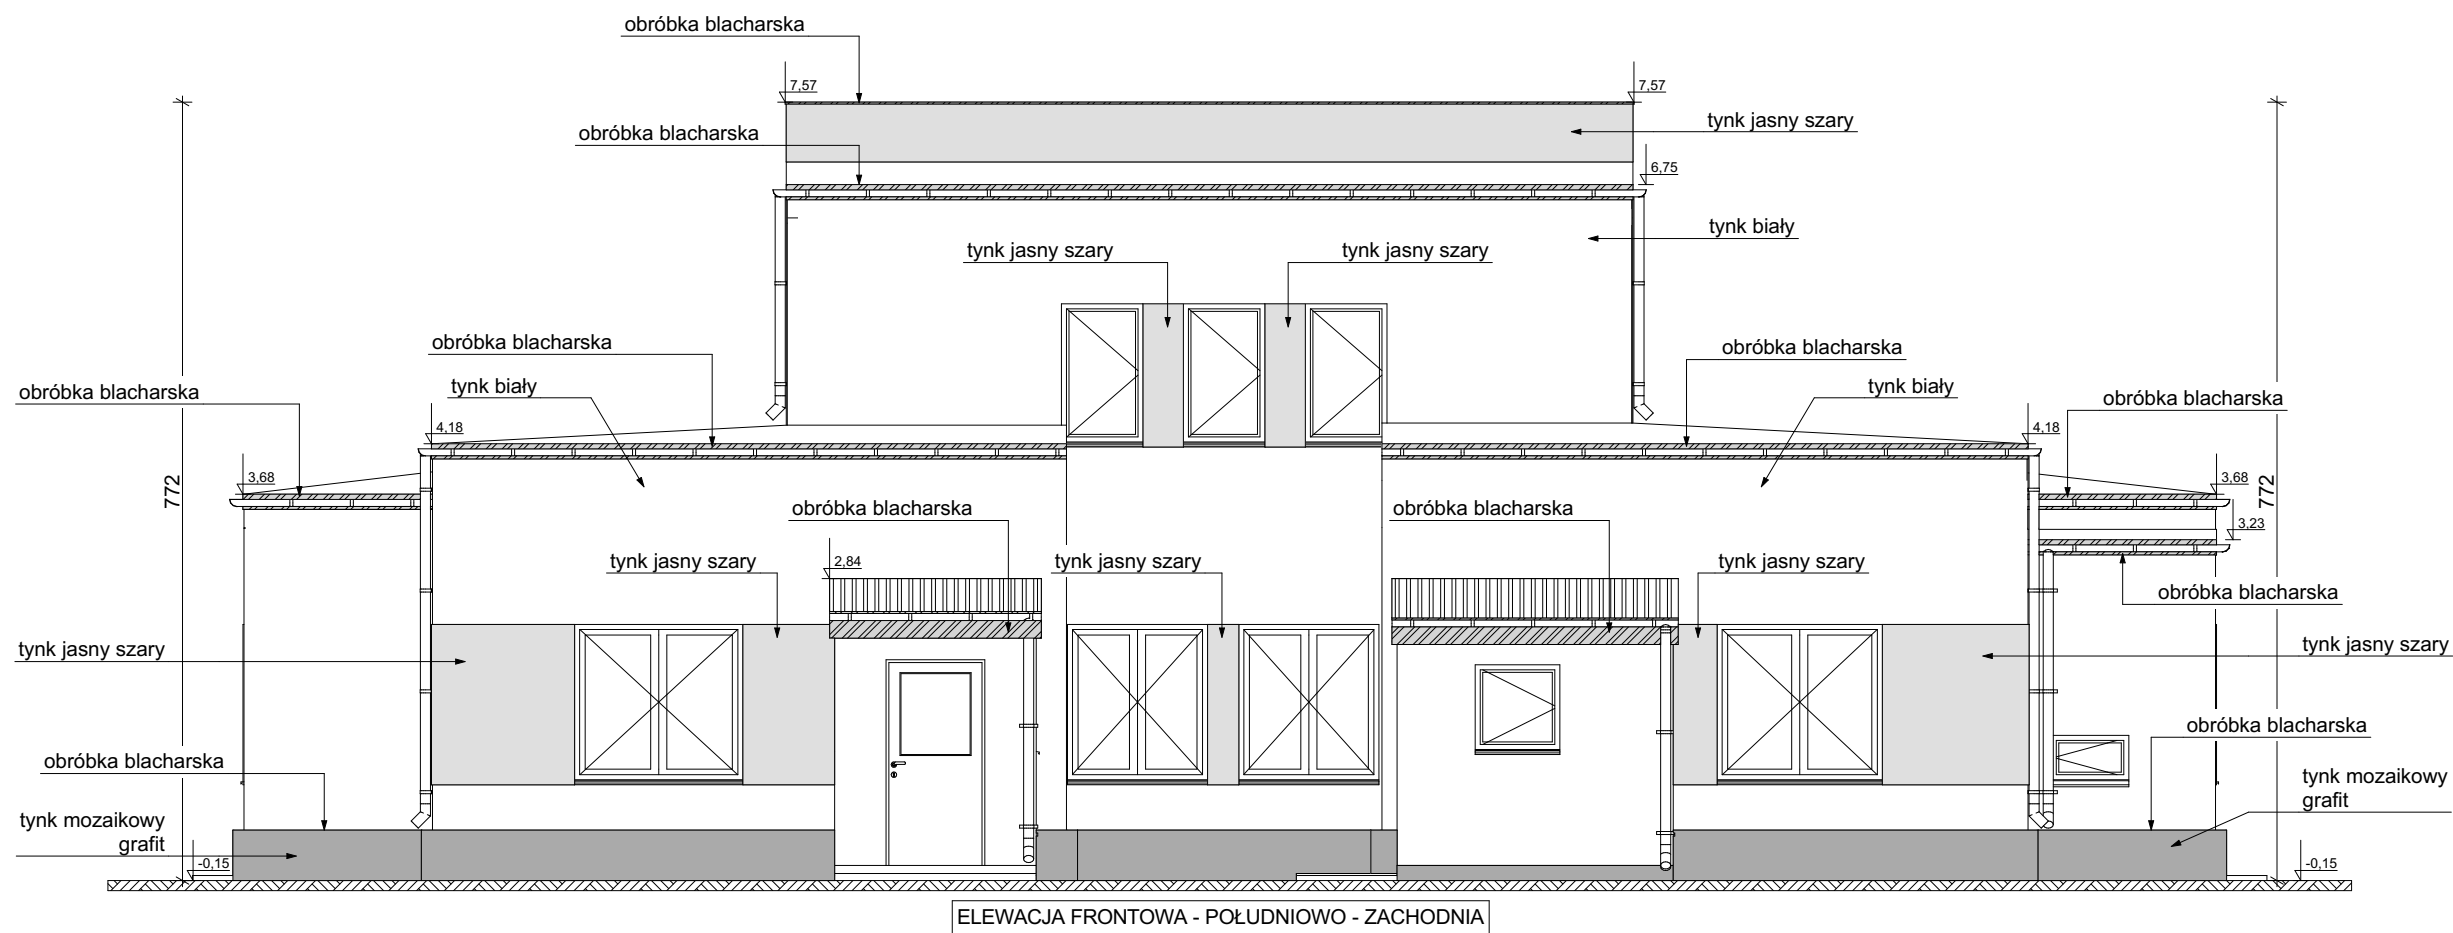 obróbka blacharska
7,57
7,57
tynk jasny szary
obróbka blacharska
6,75
tynk biały
tynk jasny szary
tynk jasny szary
obróbka blacharska
obróbka blacharska
tynk biały
tynk biały
obróbka blacharska
obróbka blacharska
4,18
4,18
772
3,68
3,68
772
obróbka blacharska
obróbka blacharska
3,23
2,84
tynk jasny szary
tynk jasny szary
tynk jasny szary
obróbka blacharska
tynk jasny szary
tynk jasny szary
obróbka blacharska
obróbka blacharska
tynk mozaikowy
grafit
tynk mozaikowy
grafit
-0,15
-0,15
ELEWACJA FRONTOWA - POŁUDNIOWO - ZACHODNIA